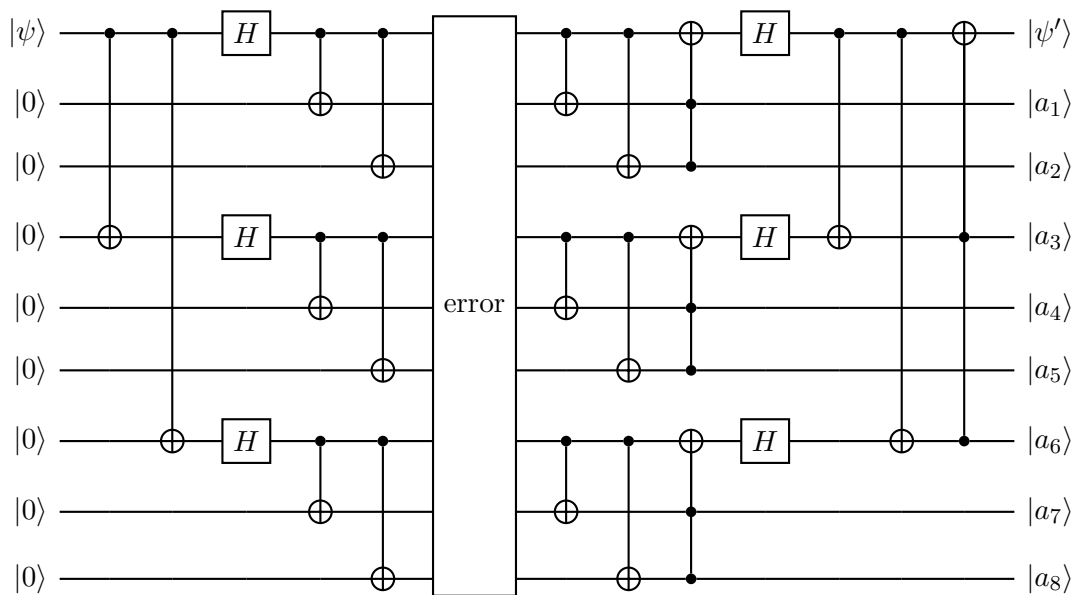 |ψ⟩ H H |ψ′⟩
|0⟩ |a₁⟩
|0⟩ |a₂⟩
|0⟩ H H |a₃⟩
|0⟩ error |a₄⟩
|0⟩ |a₅⟩
|0⟩ H H |a₆⟩
|0⟩ |a₇⟩
|0⟩ |a₈⟩